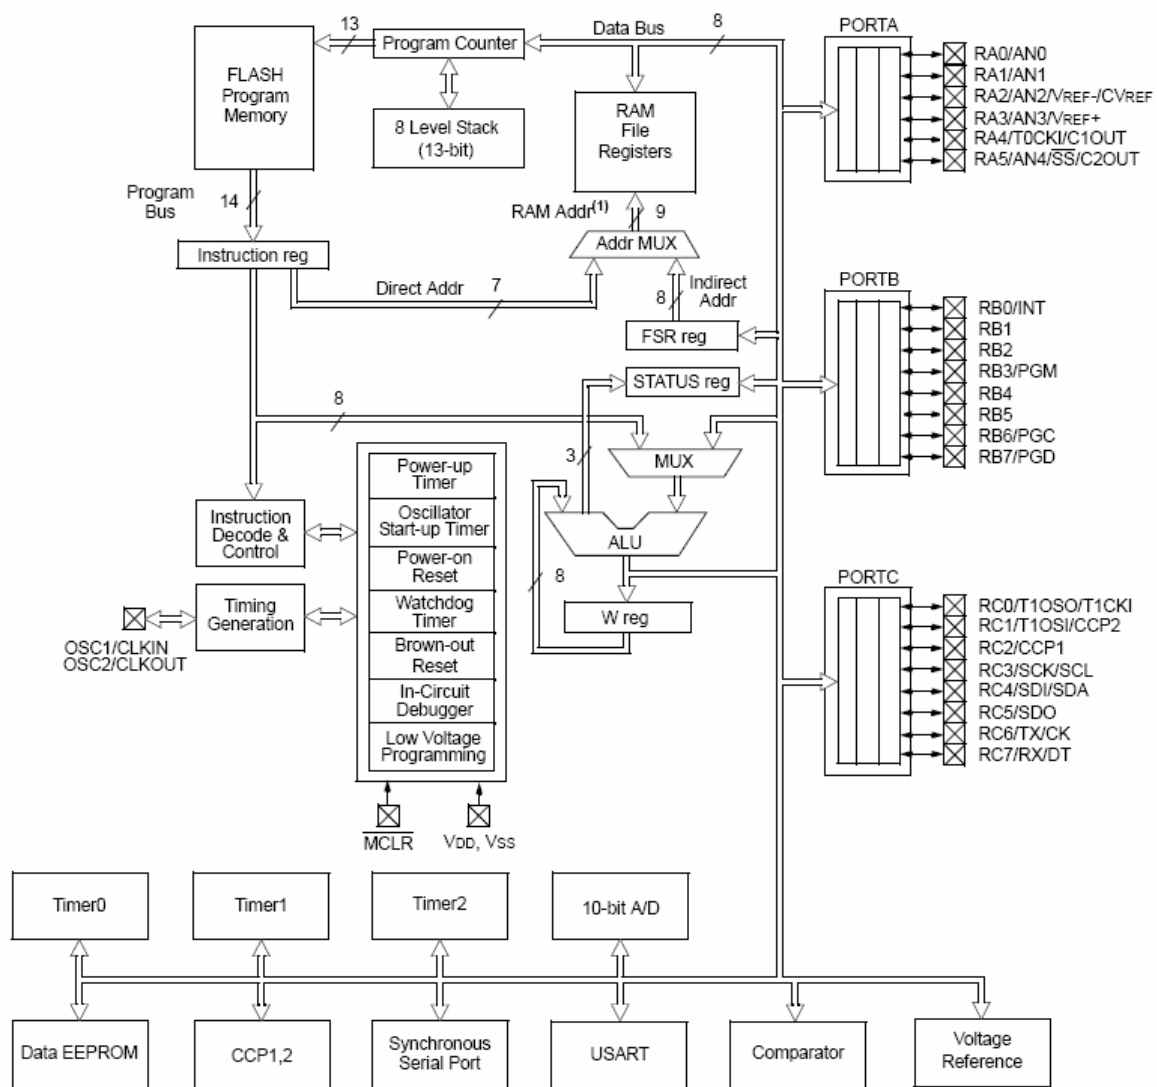 13
Program Counter
Data Bus
8
PORTA
FLASH
Program
Memory
8 Level Stack
(13-bit)
RAM
File
Registers
RA0/AN0
RA1/AN1
RA2/AN2/VREF-/CVREF
RA3/AN3/VREF+
RA4/T0CKI/C1OUT
RA5/AN4/SS/C2OUT
Program
Bus
14
RAM Addr(1)
9
Addr MUX
Instruction reg
Direct Addr
7
8
Indirect
Addr
FSR reg
STATUS reg
PORTB
RB0/INT
RB1
RB2
RB3/PGM
RB4
RB5
RB6/PGC
RB7/PGD
8
3
MUX
Power-up
Timer
Oscillator
Start-up Timer
Power-on
Reset
Watchdog
Timer
Brown-out
Reset
In-Circuit
Debugger
Low Voltage
Programming
Instruction
Decode &
Control
ALU
8
W reg
Timing
Generation
OSC1/CLKIN
OSC2/CLKOUT
MCLR
VDD, VSS
PORTC
RC0/T1OSO/T1CKI
RC1/T1OSI/CCP2
RC2/CCP1
RC3/SCK/SCL
RC4/SDI/SDA
RC5/SDO
RC6/TX/CK
RC7/RX/DT
Timer0
Timer1
Timer2
10-bit A/D
Data EEPROM
CCP1,2
Synchronous
Serial Port
USART
Comparator
Voltage
Reference